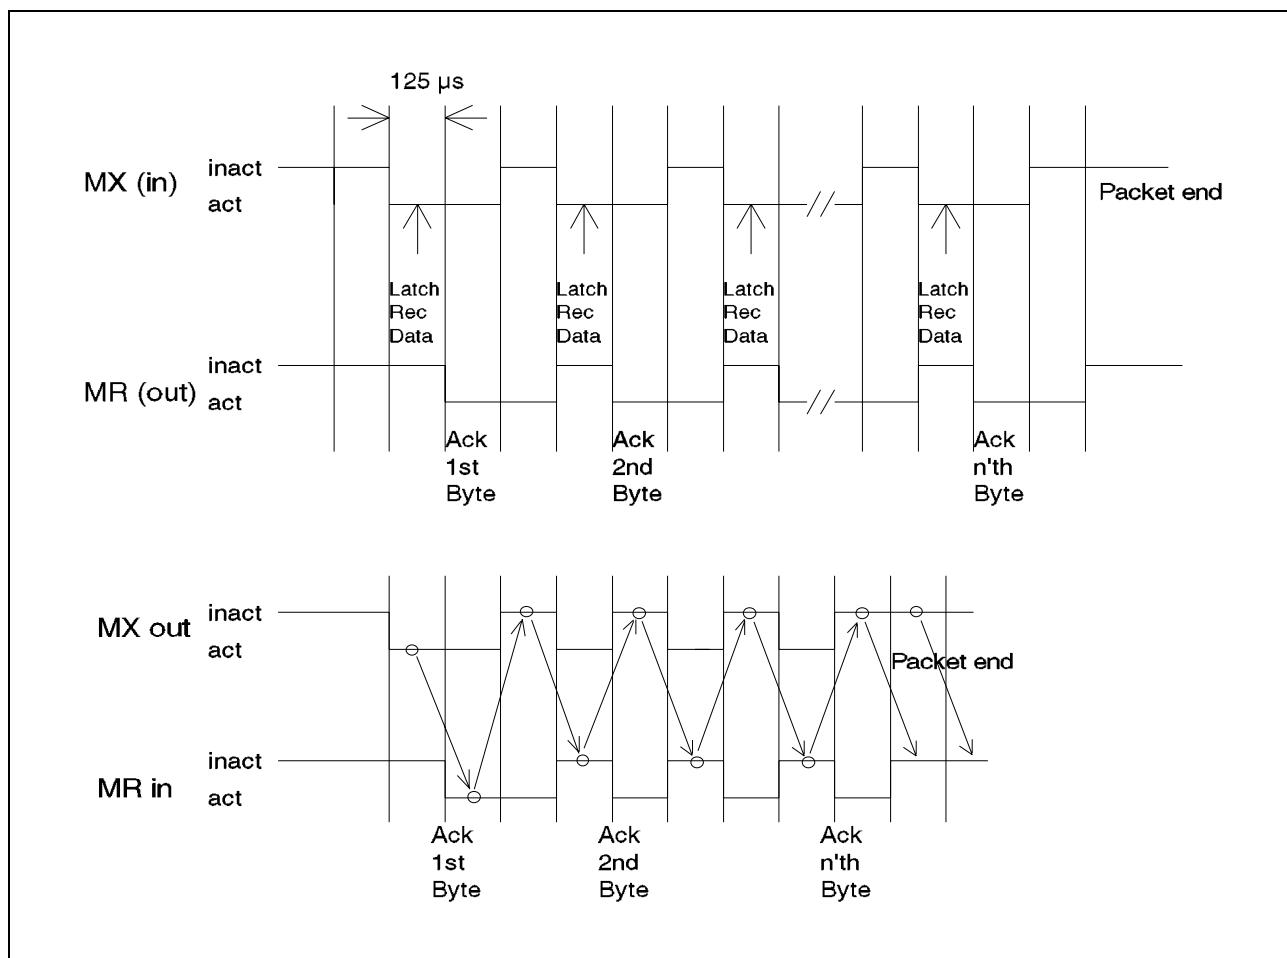 125 µs
inact
MX (in)
act
Packet end
Latch
Rec
Data
Latch
Rec
Data
Latch
Rec
Data
Latch
Rec
Data
inact
MR (out)
act
Ack
1st
Byte
Ack
2nd
Byte
Ack
n'th
Byte
inact
MX out
act
Packet end
inact
MR in
act
Ack
1st
Byte
Ack
2nd
Byte
Ack
n'th
Byte